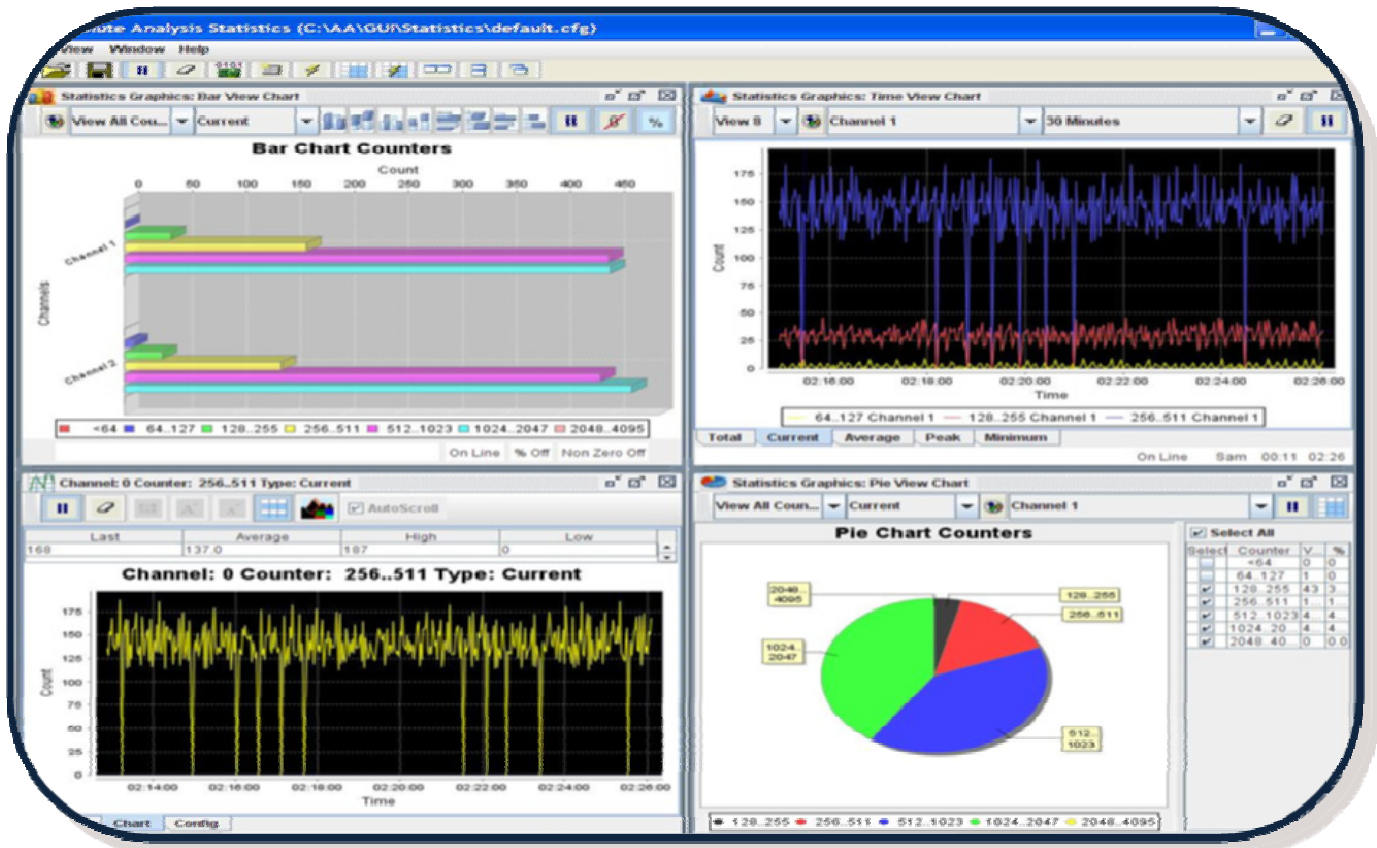 ute Analysis Statistics (C:\AA\GUI\Statistics\default.cfg)
View Window Help
Statistics Graphics: Bar View Chart
View All Cou... Current %
Bar Chart Counters
Count
0 50 100 150 200 250 300 350 400 450
Channel 1
Channels
Channel 2
<64 64..127 128..255 256..511 512..1023 1024..2047 2048..4095
On Line % Off Non Zero Off
Statistics Graphics: Time View Chart
View 8 Channel 1 30 Minutes
175
150
125
100
75
50
25
0
Count
02:16:00 02:18:00 02:20:00 02:22:00 02:24:00 02:26:00
Time
64..127 Channel 1 128..255 Channel 1 256..511 Channel 1
Total Current Average Peak Minimum
On Line Sam 00:11 02:26
Channel: 0 Counter: 256..511 Type: Current
AutoScroll
Last Average High Low
168 137.0 187 0
Channel: 0 Counter: 256..511 Type: Current
175
150
125
100
75
50
25
0
Count
02:14:00 02:16:00 02:18:00 02:20:00 02:22:00 02:24:00 02:26:00
Time
Chart Config
Statistics Graphics: Pie View Chart
View All Coun... Current Channel 1
Pie Chart Counters
2048..
4095
128..255
256..511
1024..
2047
512..
1023
128..255 256..511 512..1023 1024..2047 2048..4095
Select All
Select Counter V... %
<64 0 0
64..127 1 0
128..255 43 3...
256..511 1... 1...
512..1023 4... 4...
1024..20 4... 4...
2048..40 0 0.0